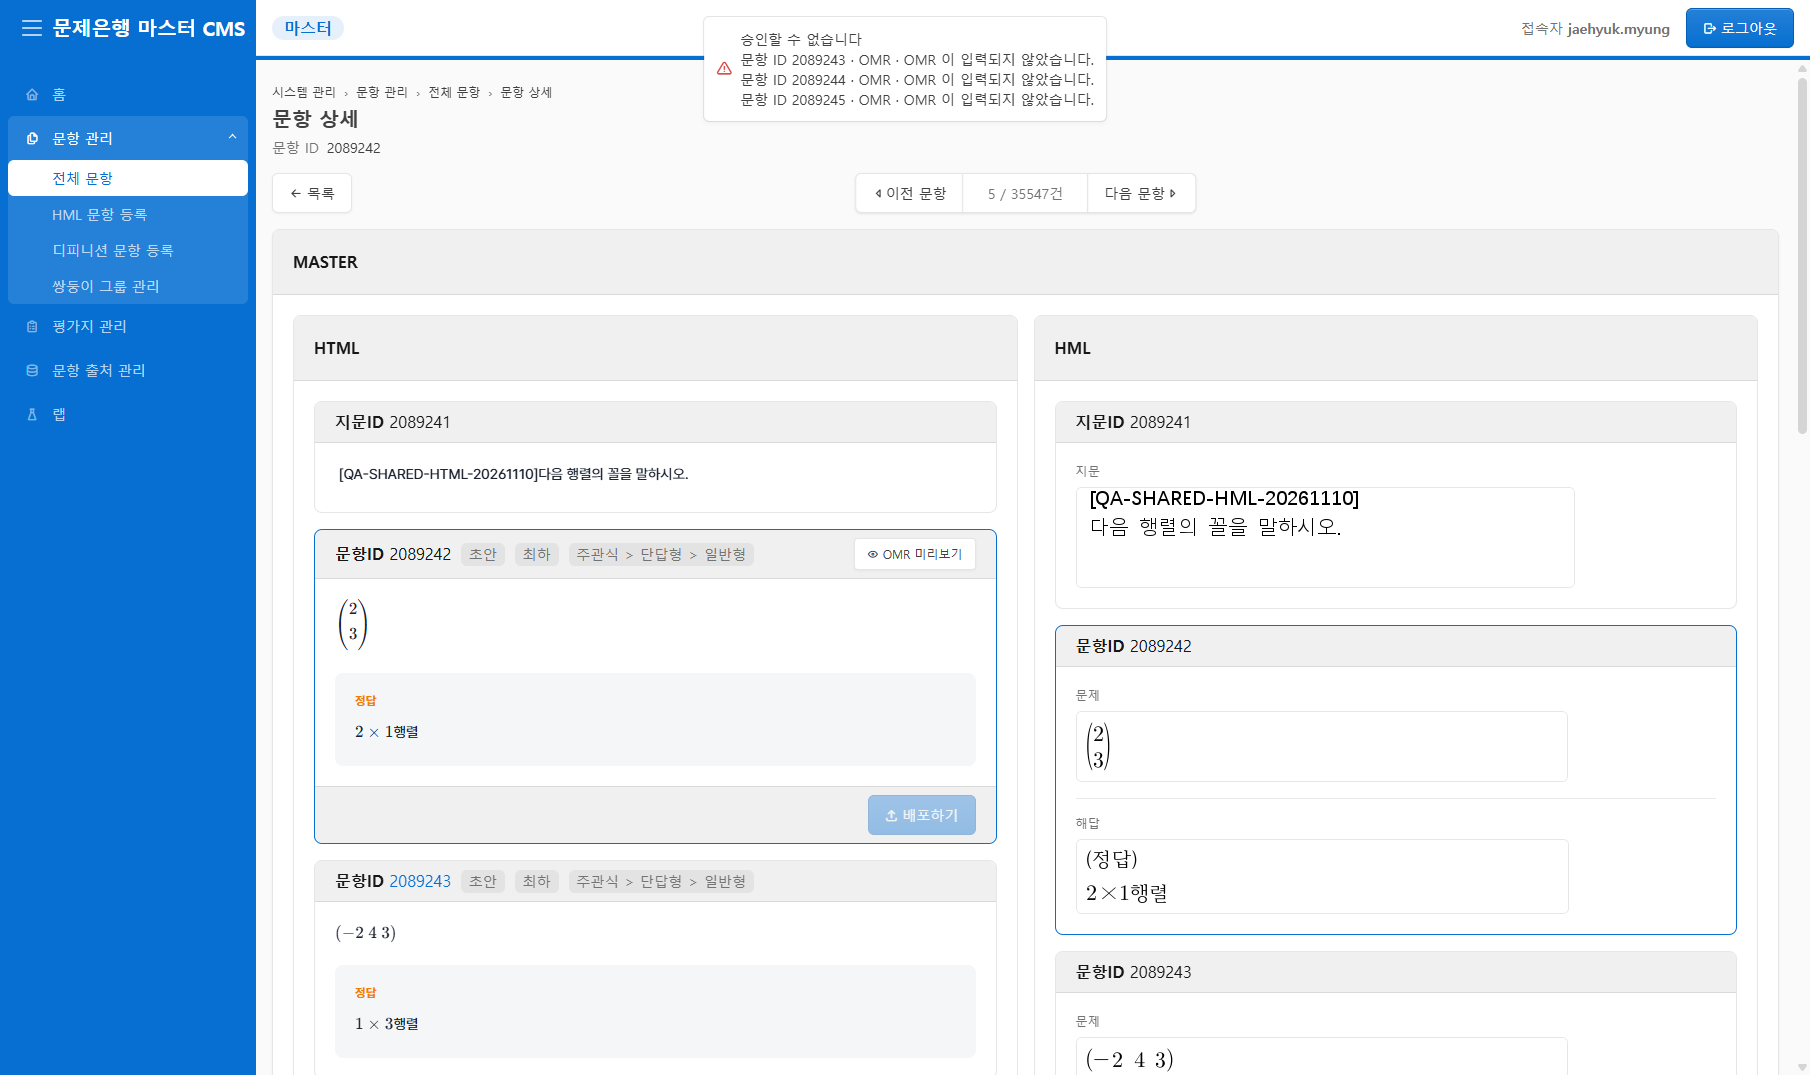 문제은행 마스터 CMS
홈
문항 관리
전체 문항
HML 문항 등록
디피니션 문항 등록
쌍둥이 그룹 관리
평가지 관리
문항 출처 관리
랩
마스터
승인할 수 없습니다
문항 ID 2089243 · OMR · OMR 이 입력되지 않았습니다.
문항 ID 2089244 · OMR · OMR 이 입력되지 않았습니다.
문항 ID 2089245 · OMR · OMR 이 입력되지 않았습니다.
접속자 jaehyuk.myung
로그아웃
시스템 관리 › 문항 관리 › 전체 문항 › 문항 상세
문항 상세
문항 ID 2089242
← 목록
이전 문항
5 / 35547건
다음 문항
MASTER
HTML
지문ID 2089241
[QA-SHARED-HTML-20261110]다음 행렬의 꼴을 말하시오.
문항ID 2089242 초안 최하 주관식 > 단답형 > 일반형
OMR 미리보기
(2
3)
정답
2 × 1행렬
배포하기
문항ID 2089243 초안 최하 주관식 > 단답형 > 일반형
(−2 4 3)
정답
1 × 3행렬
HML
지문ID 2089241
지문
[QA-SHARED-HML-20261110]
다음 행렬의 꼴을 말하시오.
문항ID 2089242
문제
(2
3)
해답
(정답)
2×1행렬
문항ID 2089243
문제
(−2 4 3)